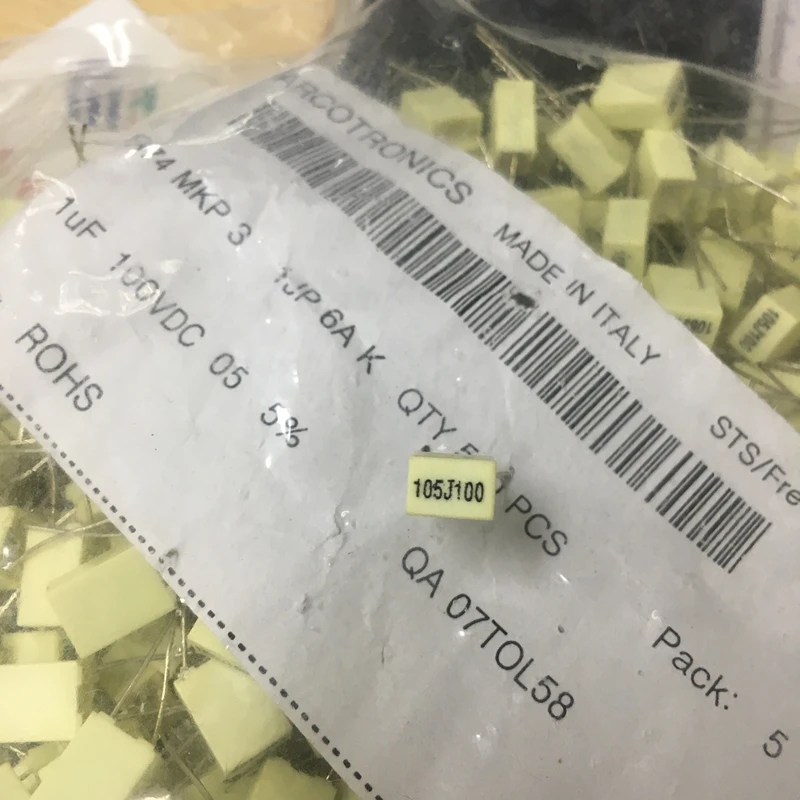 ARCOTRONICS MADE IN ITALY STS/Fre
MKP 3 6A K QTY PCS
1uF 100VDC 05 5%
QA 07TOL58
Pack: 5
ROHS
105J100
105J100